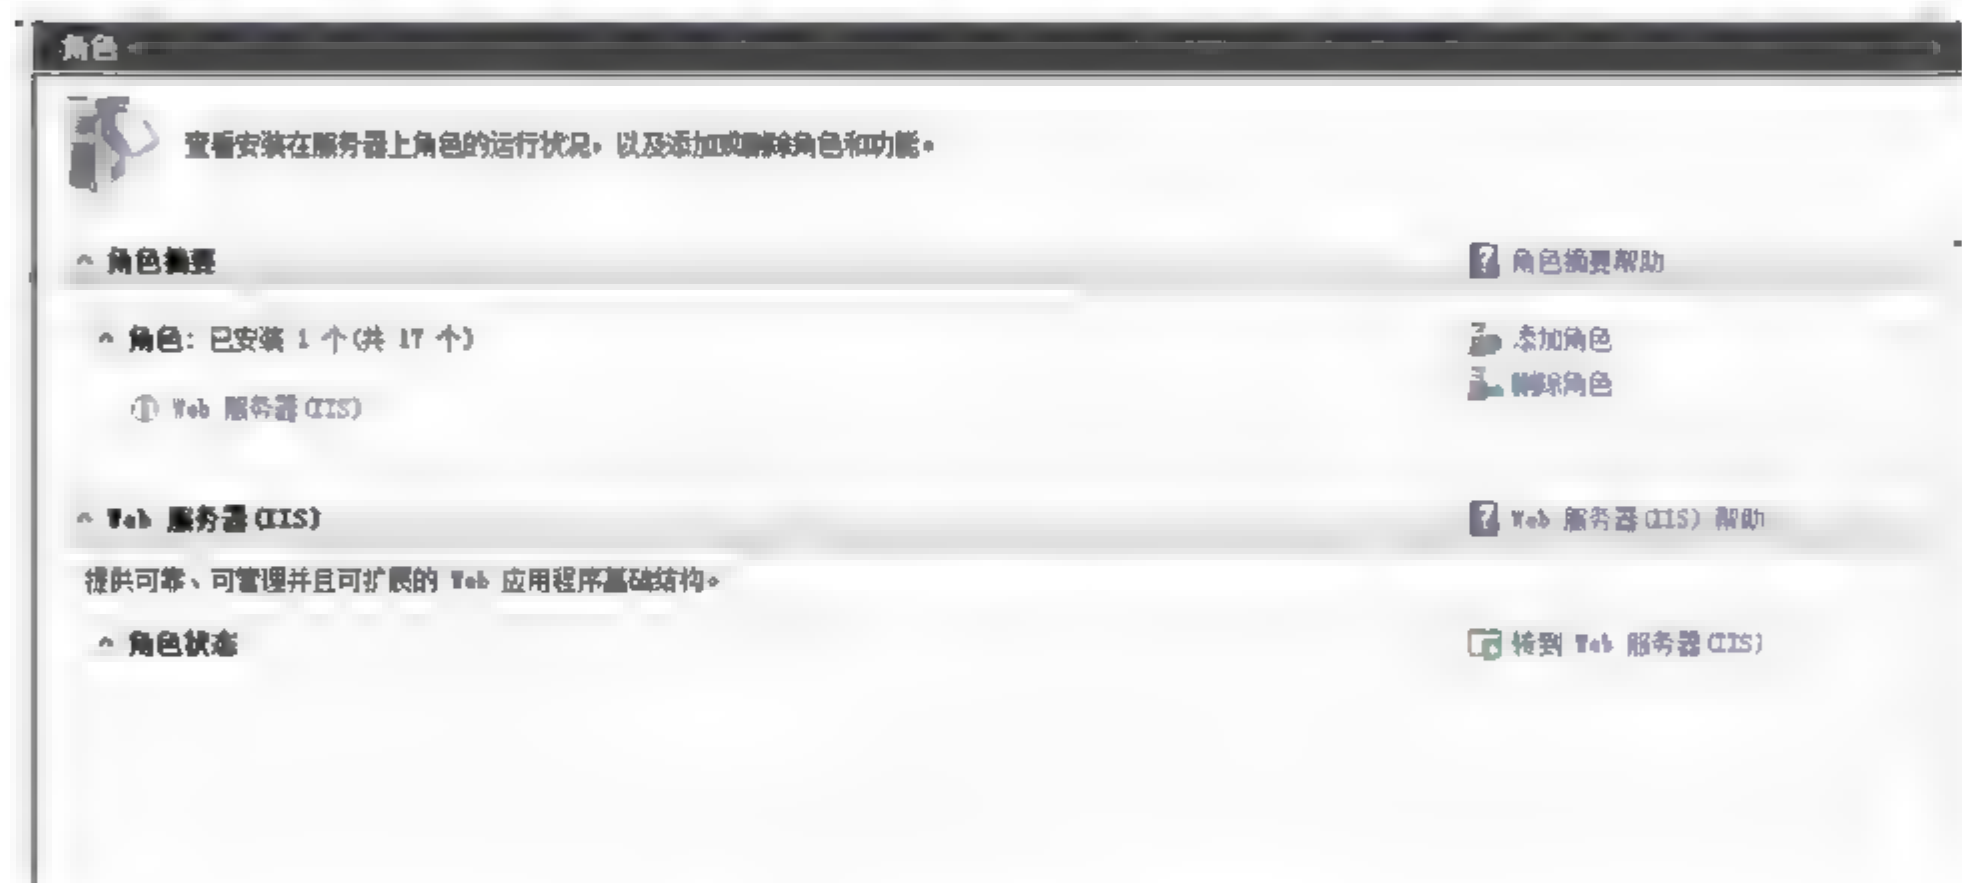 角色
查看安装在服务器上角色的运行状况，以及添加或删除角色和功能。
^ 角色摘要
角色摘要帮助
^ 角色: 已安装 1 个(共 17 个)
添加角色
删除角色
Web 服务器(IIS)
^ Web 服务器(IIS)
Web 服务器(IIS) 帮助
提供可靠、可管理并且可扩展的 Web 应用程序基础结构。
^ 角色状态
转到 Web 服务器(IIS)